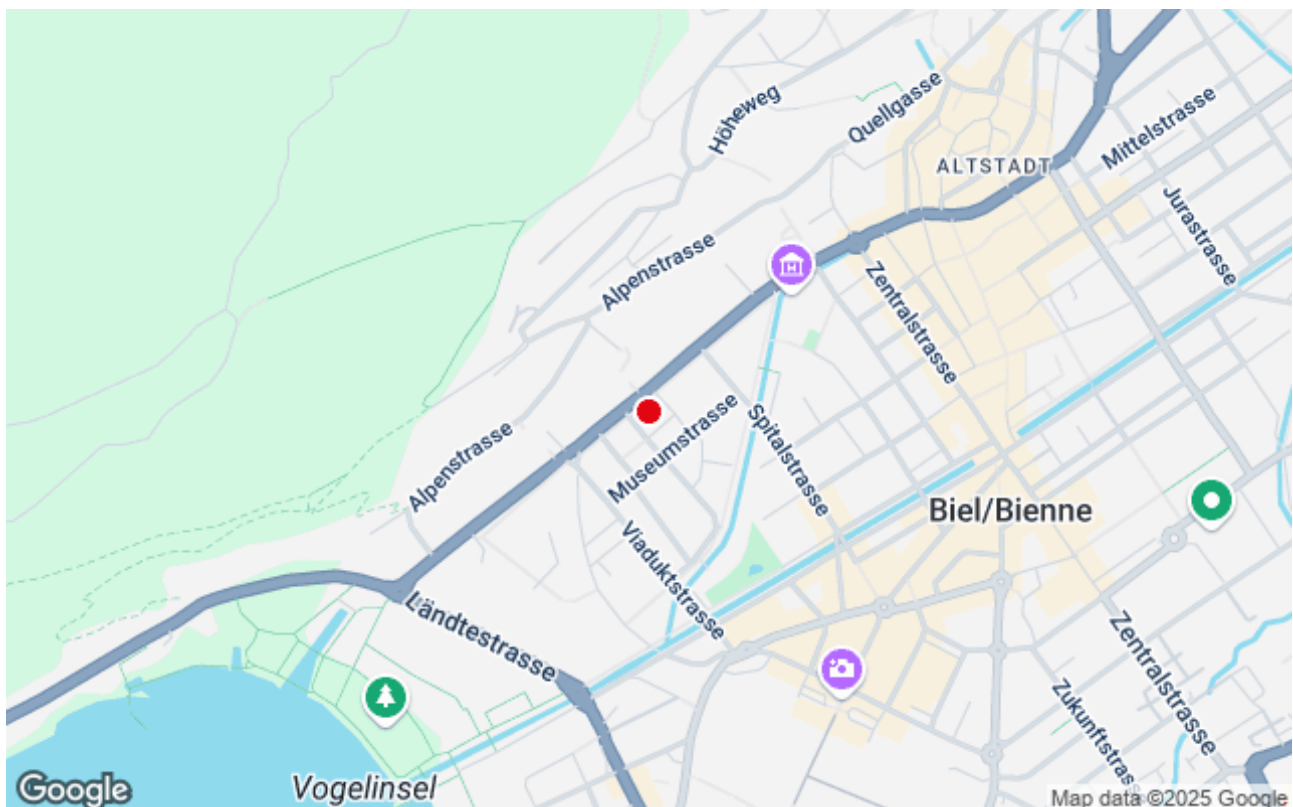 Höheweg
Quellgasse
ALTSTADT
Mittelstrasse
Jurastrasse
Alpenstrasse
Zentralstrasse
Alpenstrasse
Museumstrasse
Spitalstrasse
Biel/Bienne
Viaduktstrasse
Ländtestrasse
Zentralstrasse
Zukunftstrasse
Vogelinsel
Google
Map data ©2025 Google